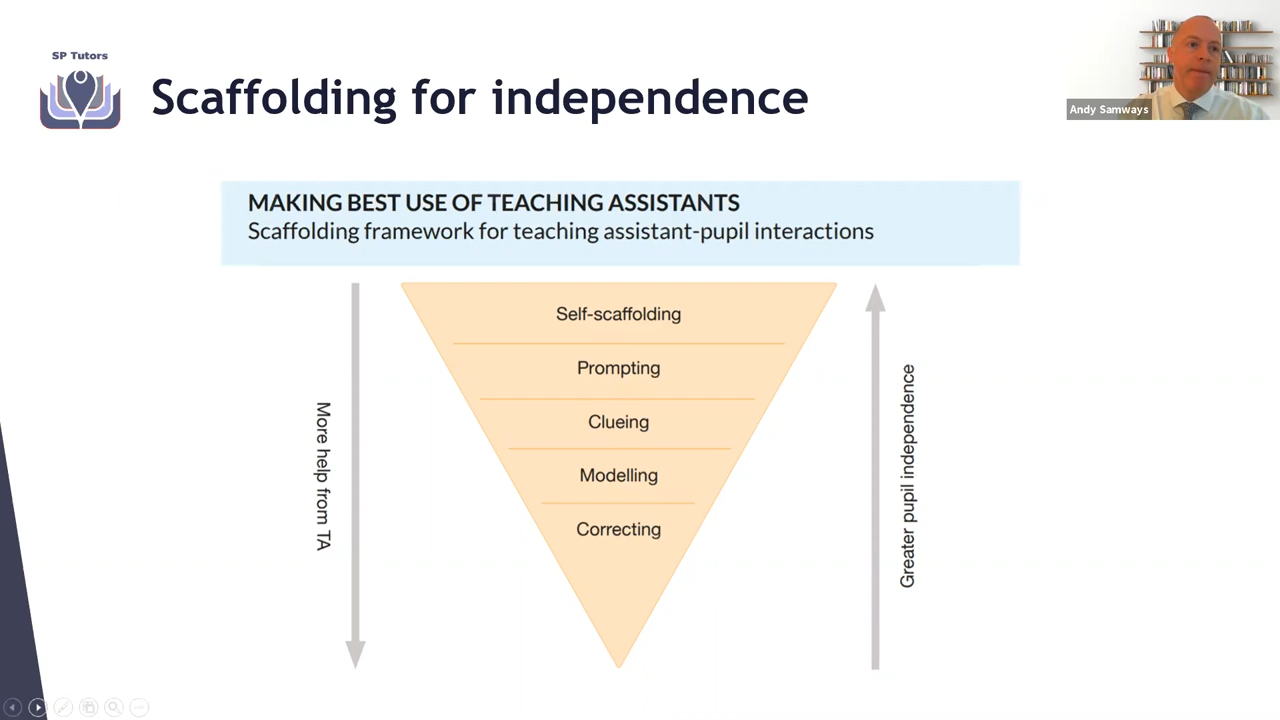 SP Tutors
Scaffolding for independence
Andy Samways
MAKING BEST USE OF TEACHING ASSISTANTS
Scaffolding framework for teaching assistant-pupil interactions
Self-scaffolding
Prompting
Clueing
Modelling
Correcting
More help from TA
Greater pupil independence